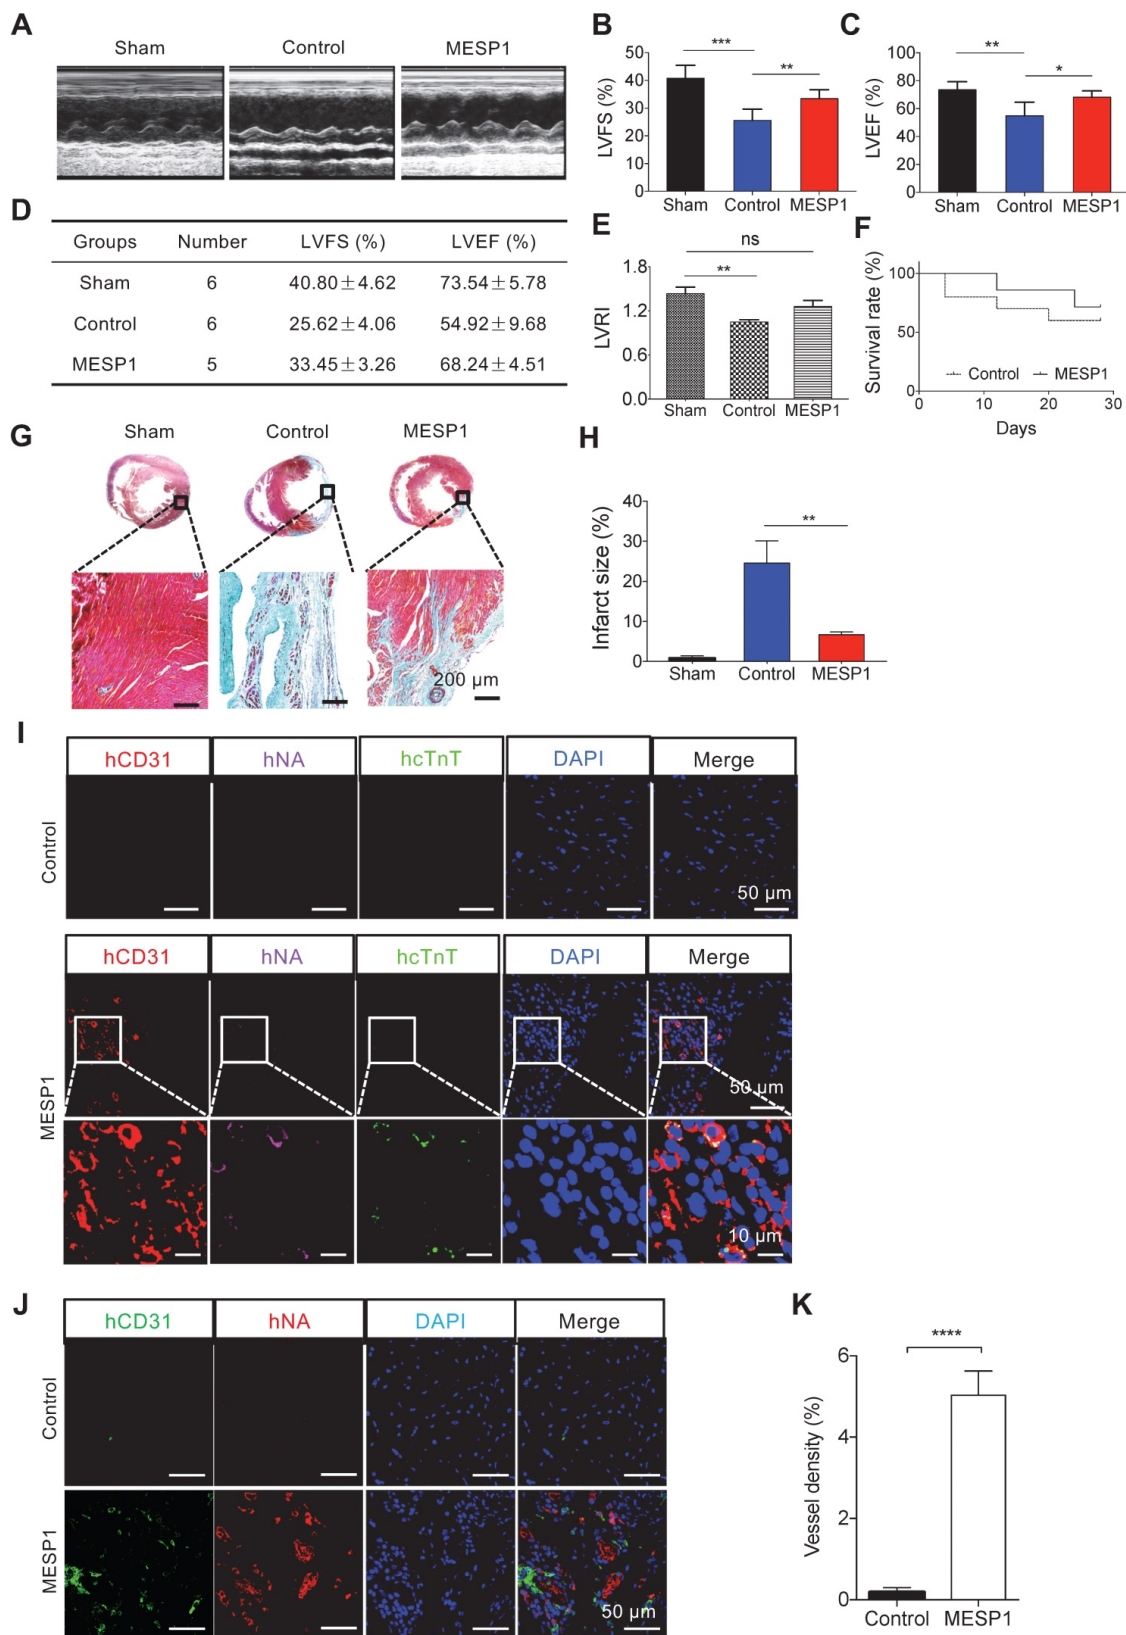 A
Sham Control MESP1
B
***
**
LVFS (%)
50
40
30
20
10
0
Sham Control MESP1
C
**
*
LVEF (%)
100
80
60
40
20
0
Sham Control MESP1
D
Groups Number LVFS (%) LVEF (%)
Sham 6 40.80±4.62 73.54±5.78
Control 6 25.62±4.06 54.92±9.68
MESP1 5 33.45±3.26 68.24±4.51
E
ns
**
LVRI
1.8
1.2
0.6
0.0
Sham Control MESP1
F
Survival rate (%)
100
50
0
Control MESP1
0 10 20 30
Days
G
Sham Control MESP1
200 µm
H
**
Infarct size (%)
40
30
20
10
0
Sham Control MESP1
I
hCD31 hNA hcTnT DAPI Merge
Control
50 µm
hCD31 hNA hcTnT DAPI Merge
MESP1
50 µm
10 µm
J
hCD31 hNA DAPI Merge
Control
MESP1
50 µm
K
****
Vessel density (%)
6
4
2
0
Control MESP1